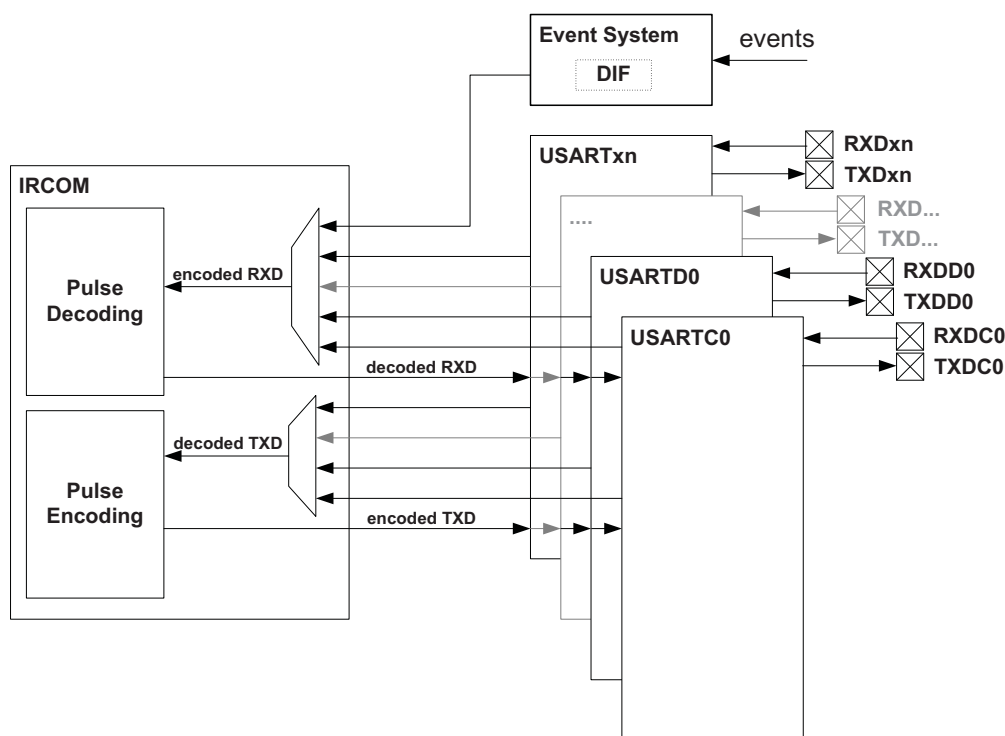 Event System
events
DIF
USARTxn
RXDxn
TXDxn
IRCOM
....
RXD...
TXD...
encoded RXD
Pulse
Decoding
USARTD0
RXDD0
TXDD0
USARTC0
RXDC0
TXDC0
decoded RXD
decoded TXD
Pulse
Encoding
encoded TXD